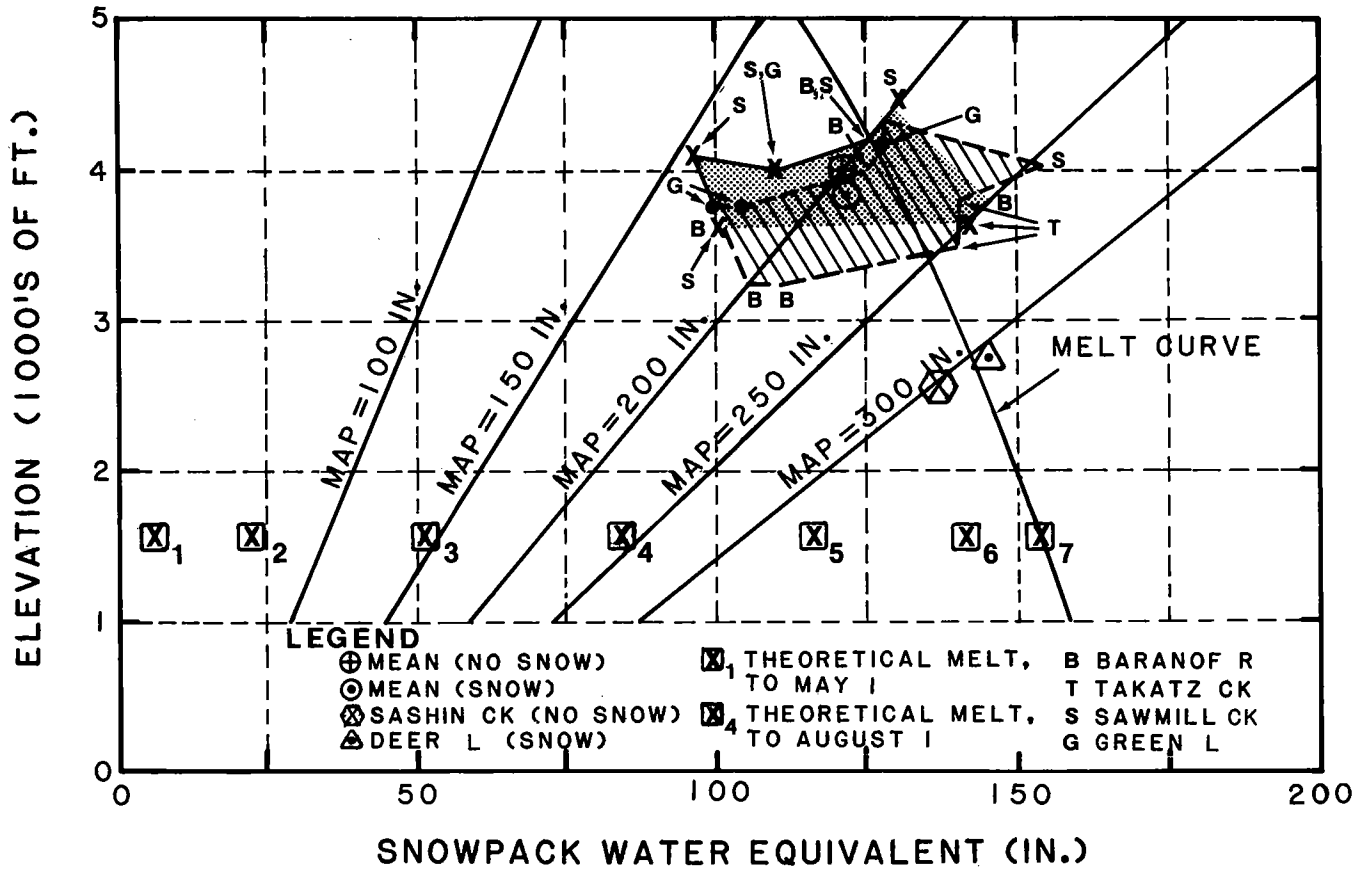 ELEVATION (1000'S OF FT.)
5
4
3
2
1
0
S,G
B,S
S
S
B
G
G
S
B
B
S
T
B B
MAP=100 IN.
MAP=150 IN.
MAP=200 IN.
MAP=250 IN.
MAP=300 IN.
MELT CURVE
X1 X2 X3 X4 X5 X6 X7
LEGEND
MEAN (NO SNOW)
MEAN (SNOW)
SASHIN CK (NO SNOW)
DEER L (SNOW)
X1 THEORETICAL MELT,
TO MAY 1
X4 THEORETICAL MELT,
TO AUGUST 1
B BARANOF R
T TAKATZ CK
S SAWMILL CK
G GREEN L
0 50 100 150 200
SNOWPACK WATER EQUIVALENT (IN.)